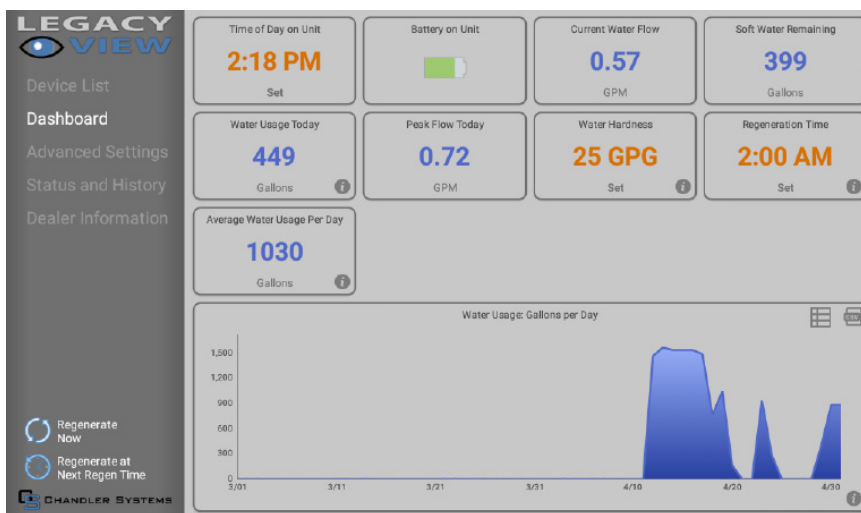 LEGACY
VIEW
Device List
Dashboard
Advanced Settings
Status and History
Dealer Information
Regenerate
Now
Regenerate at
Next Regen Time
CS CHANDLER SYSTEMS
Time of Day on Unit
2:18 PM
Set
Battery on Unit
Current Water Flow
0.57
GPM
Soft Water Remaining
399
Gallons
Water Usage Today
449
Gallons
i
Peak Flow Today
0.72
GPM
Water Hardness
25 GPG
Set
i
Regeneration Time
2:00 AM
Set
i
Average Water Usage Per Day
1030
Gallons
i
Water Usage: Gallons per Day
CSV
1,500
1,200
900
600
300
0
3/01
3/11
3/21
3/31
4/10
4/20
4/30
i